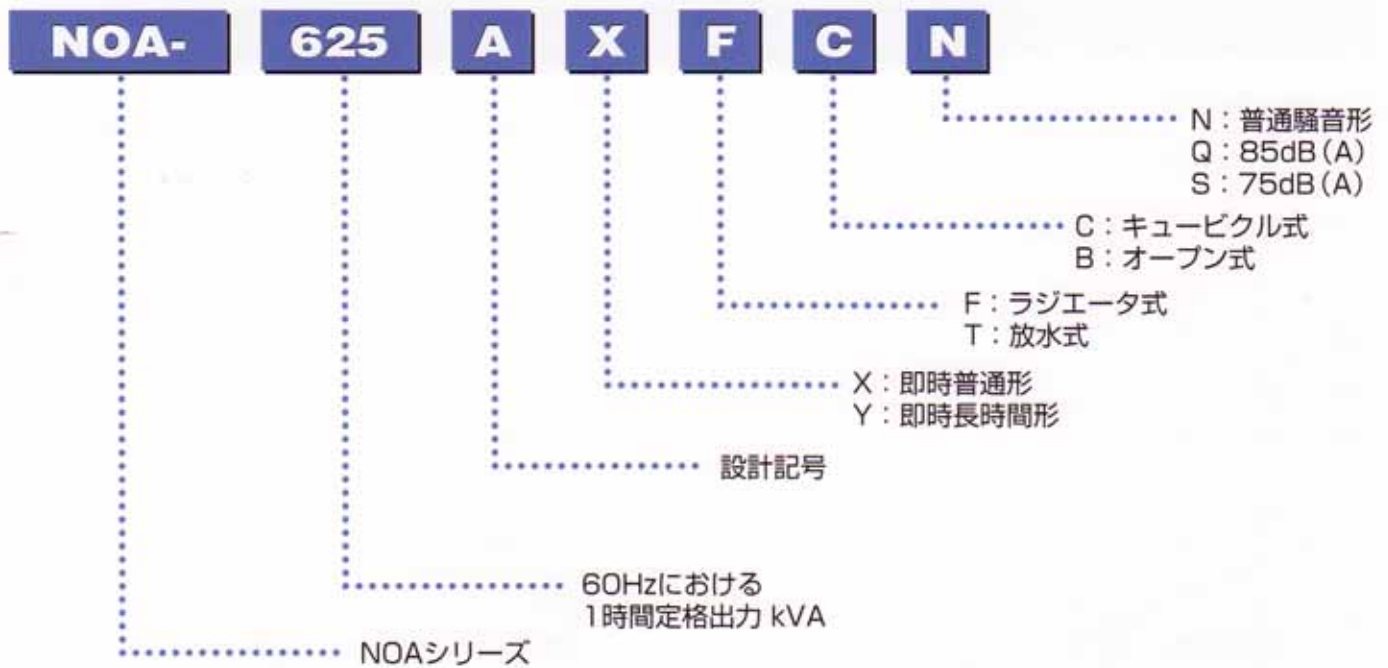 NOA- 625 A X F C N
N：普通騒音形
Q：85dB（A）
S：75dB（A）
C：キュービクル式
B：オープン式
F：ラジエータ式
T：放水式
X：即時普通形
Y：即時長時間形
設計記号
60Hzにおける
1時間定格出力 kVA
NOAシリーズ